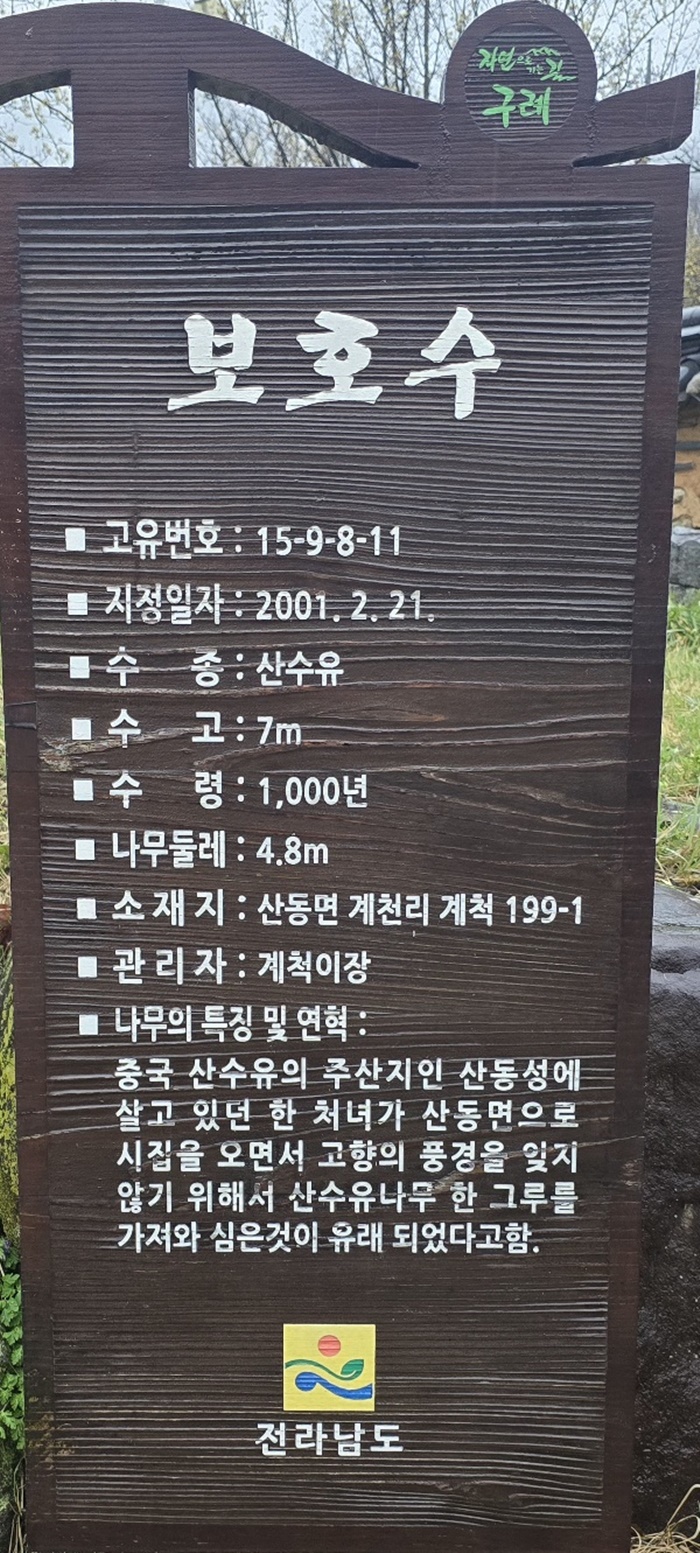 자연으로
가는 길
구례
보호수
■ 고유번호 : 15-9-8-11
■ 지정일자 : 2001. 2. 21.
■ 수 종 : 산수유
■ 수 고 : 7m
■ 수 령 : 1,000년
■ 나무둘레 : 4.8m
■ 소 재 지 : 산동면 계천리 계척 199-1
■ 관 리 자 : 계척이장
■ 나무의 특징 및 연혁 :
중국 산수유의 주산지인 산동성에
살고 있던 한 처녀가 산동면으로
시집을 오면서 고향의 풍경을 잊지
않기 위해서 산수유나무 한 그루를
가져와 심은것이 유래 되었다고함.
전라남도